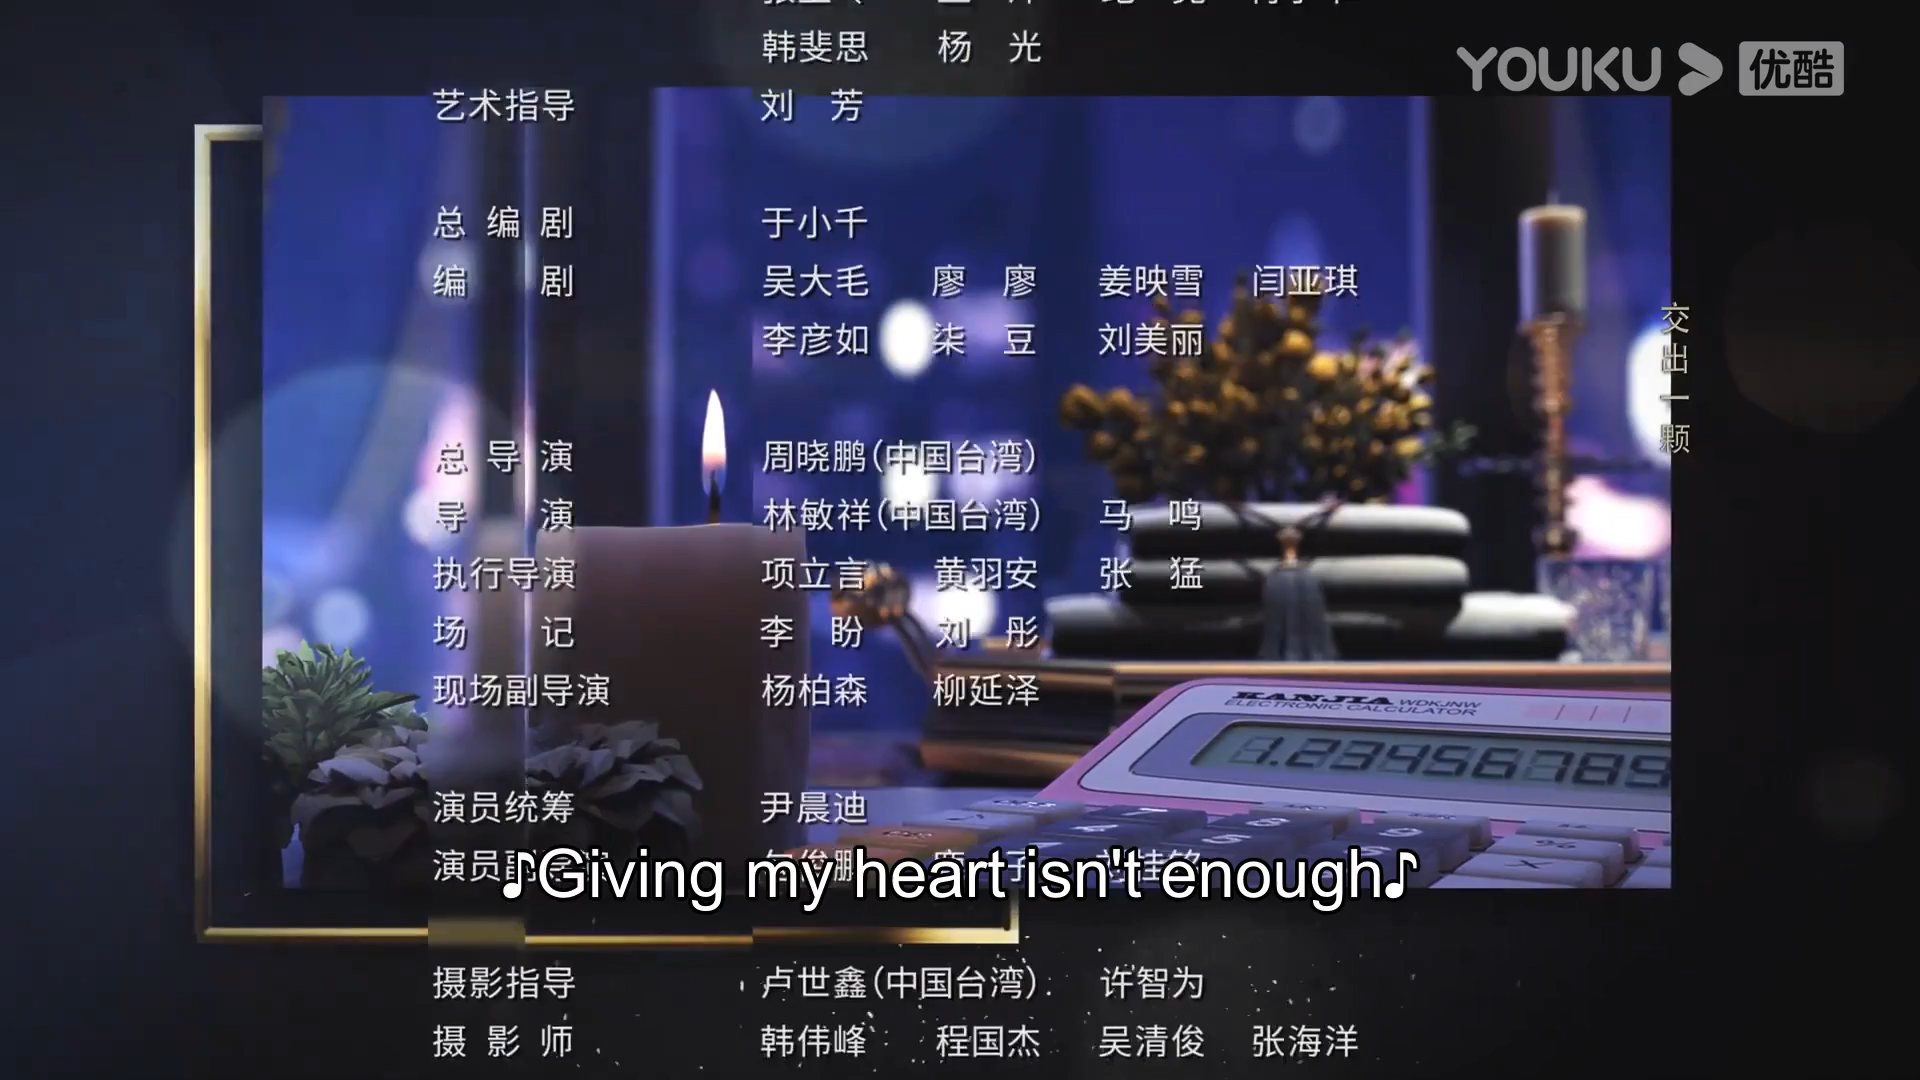 韩斐思 杨光
YOUKU 优酷
艺术指导 刘芳
总编剧 于小千
编剧 吴大毛 廖廖 姜映雪 闫亚琪
李彦如 柒豆 刘美丽
交出一颗
总导演 周晓鹏(中国台湾)
导演 林敏祥(中国台湾) 马鸣
执行导演 项立言 黄羽安 张猛
场记 李盼 刘彤
现场副导演 杨柏森 柳延泽
KANJIA WDKJNW
ELECTRONIC CALCULATOR
1.23456789
演员统筹 尹晨迪
♪Giving my heart isn't enough♪
摄影指导 卢世鑫(中国台湾) 许智为
摄影师 韩伟峰 程国杰 吴清俊 张海洋